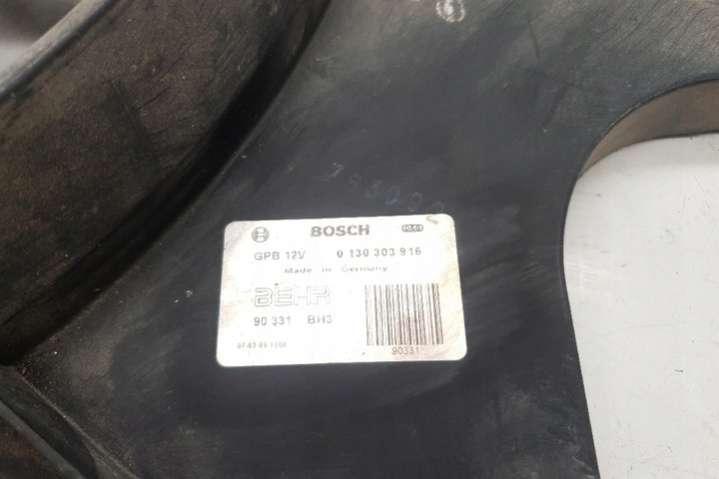 BOSCH
GPB 12V 0 130 303 916
Made in Germany
BEHR
90 331 BH3
90331